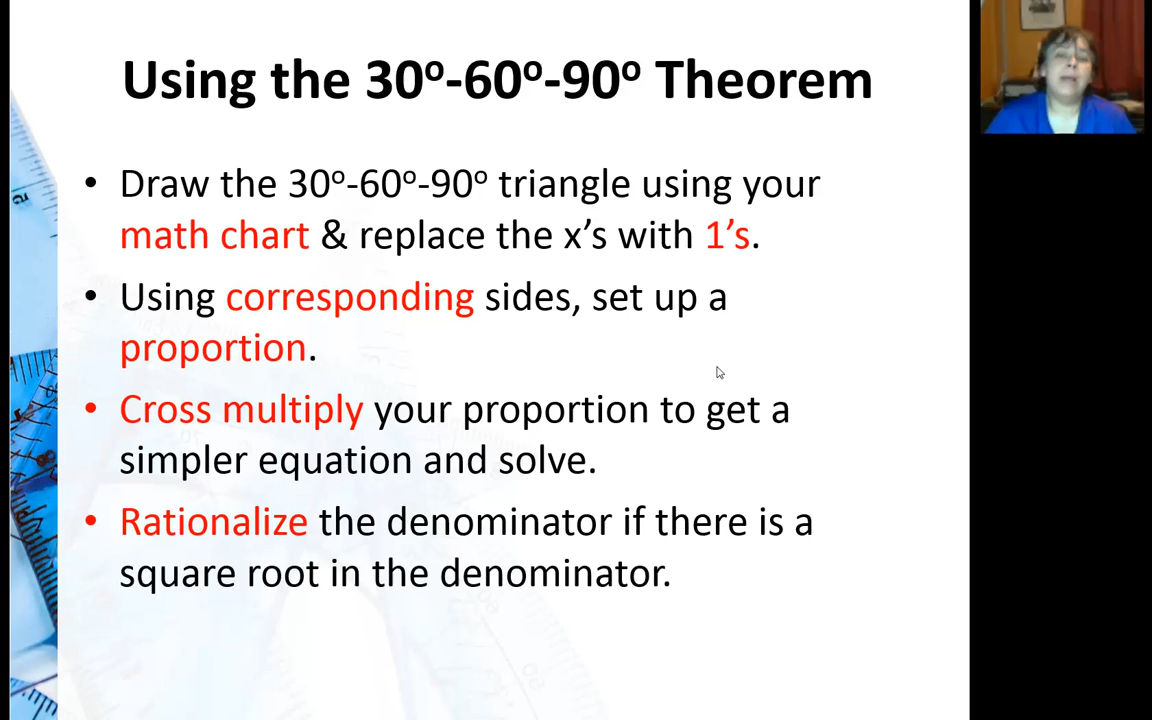 Using the 30º-60º-90º Theorem
• Draw the 30º-60º-90º triangle using your
math chart & replace the x’s with 1’s.
• Using corresponding sides, set up a
proportion.
• Cross multiply your proportion to get a
simpler equation and solve.
• Rationalize the denominator if there is a
square root in the denominator.